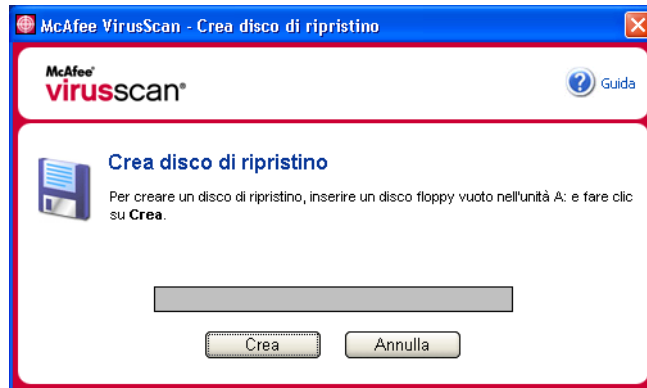 McAfee VirusScan - Crea disco di ripristino
McAfee®
virusscan®
Guida
Crea disco di ripristino
Per creare un disco di ripristino, inserire un disco floppy vuoto nell'unità A: e fare clic
su Crea.
Crea
Annulla